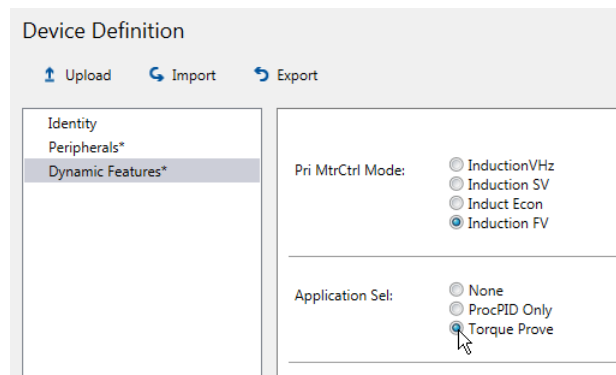 Device Definition
Upload Import Export
Identity
Peripherals*
Dynamic Features*
Pri MtrCtrl Mode:
InductionVHz
Induction SV
Induct Econ
Induction FV
Application Sel:
None
ProcPID Only
Torque Prove